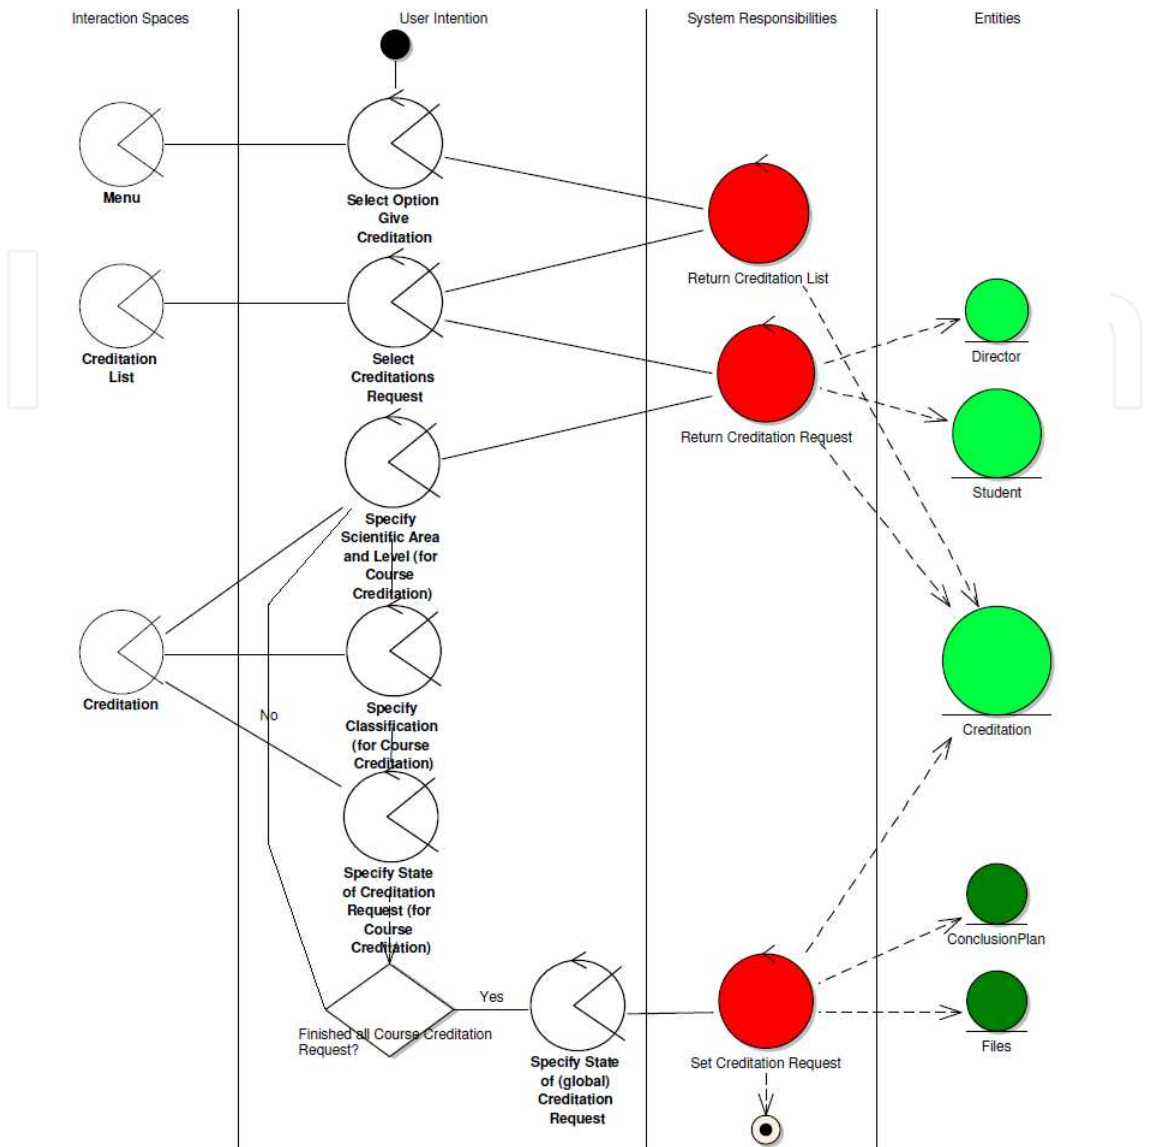 Interaction Spaces
User Intention
System Responsibilities
Entities
Menu
Select Option
Give
Creditation
Return Creditation List
Creditation
List
Select
Creditations
Request
Director
Return Creditation Request
Student
Specify
Scientific Area
and Level (for
Course
Creditation)
Creditation
Specify
Classification
(for Course
Creditation)
No
Creditation
Specify State
of Creditation
Request (for
Course
Creditation)
ConclusionPlan
Yes
Finished all Course Creditation
Request?
Specify State
of (global)
Creditation
Request
Set Creditation Request
Files